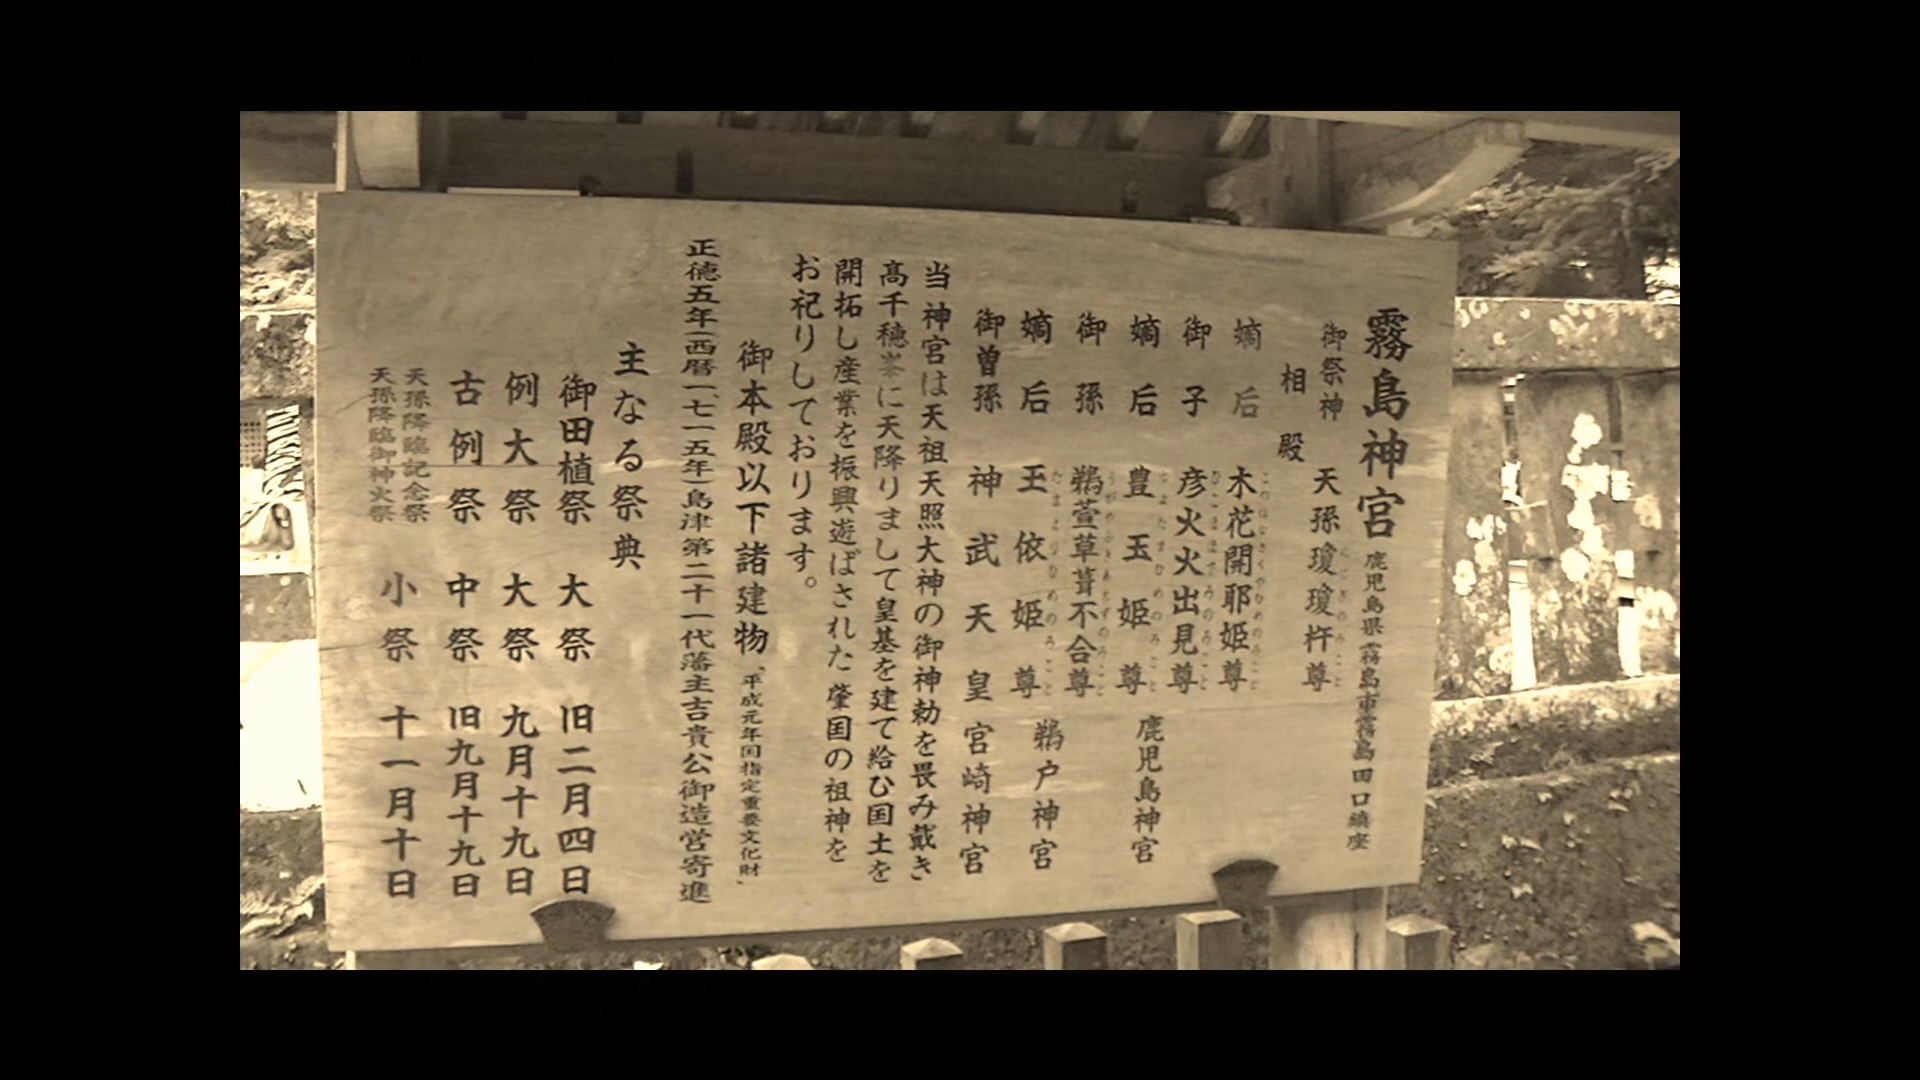 霧島神宮 鹿児島県霧島市霧島田口鎮座
御祭神 天孫瓊瓊杵尊
相殿
嫡后 木花開耶姫尊
御子 彦火火出見尊
嫡后 豊玉姫尊 鹿児島神宮
御孫 鵜萱草葺不合尊
嫡后 玉依姫尊 鵜戸神宮
御曽孫 神武天皇 宮崎神宮
当神宮は天祖天照大神の御神勅を畏み戴き
髙千穂峯に天降りまして皇基を建て給ひ国土を
開拓し産業を振興遊ばされた肇国の祖神を
お祀りしております。
御本殿以下諸建物「平成元年国指定重要文化財」
正徳五年(西暦一、七一五年)島津第二十一代藩主吉貴公御造営寄進
主なる祭典
御田植祭 大祭 旧二月四日
例大祭 大祭 九月十九日
古例祭 中祭 旧九月十九日
天孫降臨記念祭
天孫降臨御神火祭 小祭 十一月十日